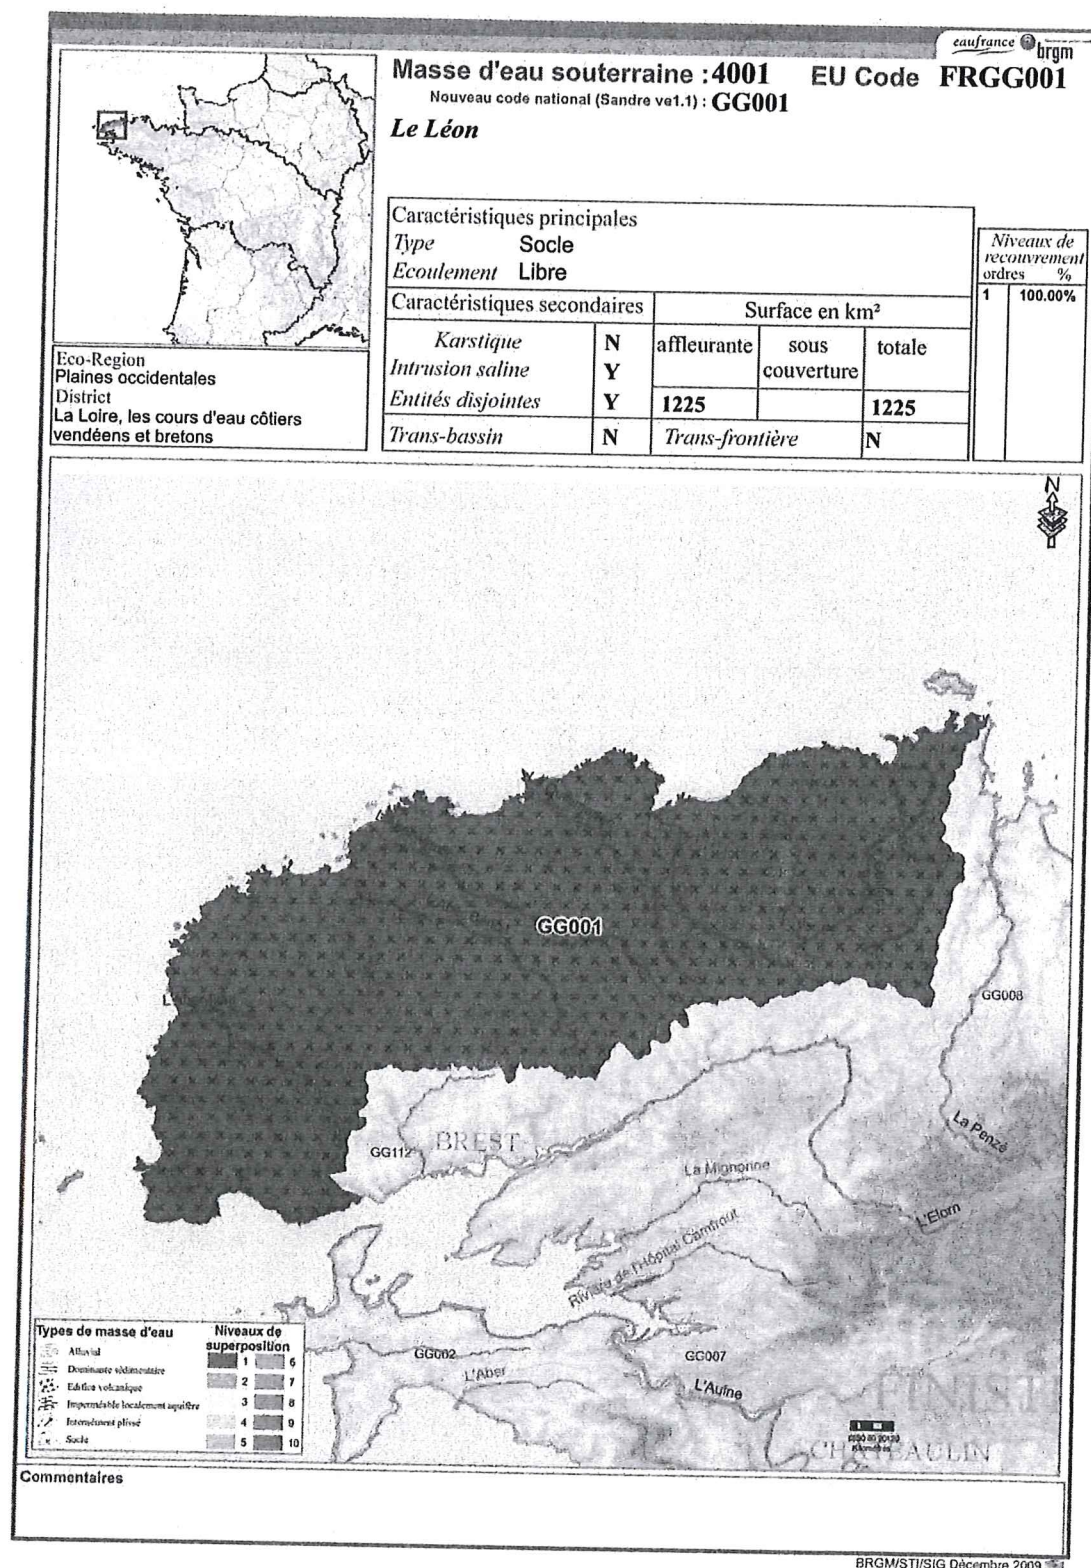 eaufrance brgm
Masse d'eau souterraine : 4001 EU Code FRGG001
Nouveau code national (Sandre ve1.1) : GG001
Le Léon
Caractéristiques principales
Type Socle
Ecoulement Libre
Niveaux de
recouvrement
ordres %
1 100.00%
Caractéristiques secondaires Surface en km²
Karstique N affleurante sous couverture totale
Intrusion saline Y
Entités disjointes Y 1225 1225
Trans-bassin N Trans-frontière N
Eco-Region
Plaines occidentales
District
La Loire, les cours d'eau côtiers
vendéens et bretons
N
GG001
GG008
La Penzé
GG112
BREST
La Mignonne
L'Elorn
Rivière de l'Hôpital Camfrout
GG002
L'Aber
GG007
L'Aulne
FINIST
CHATEAULIN
Kilomètres
Types de masse d'eau
Alluvial
Dominante sédimentaire
Edifice volcanique
Imperméable localement aquifère
Intensément plissé
Socle
Niveaux de
superposition
1 6
2 7
3 8
4 9
5 10
Commentaires
BRGM/STI/SIG Décembre 2009